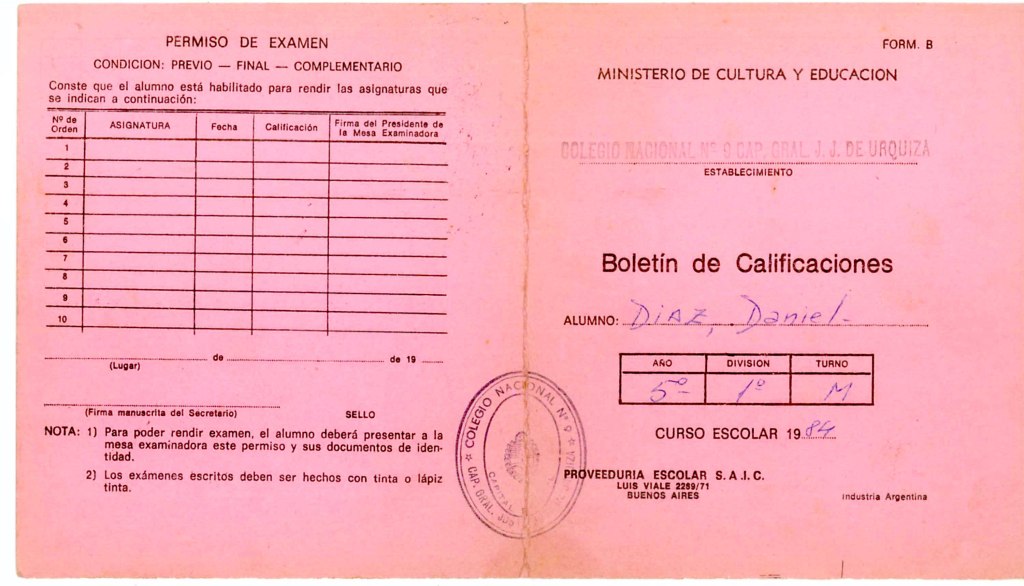 PERMISO DE EXAMEN
CONDICION: PREVIO — FINAL — COMPLEMENTARIO
Conste que el alumno está habilitado para rendir las asignaturas que
se indican a continuación:
Nº de Orden ASIGNATURA Fecha Calificación Firma del Presidente de la Mesa Examinadora
1
2
3
4
5
6
7
8
9
10
de de 19
(Lugar)
(Firma manuscrita del Secretario) SELLO
NOTA: 1) Para poder rendir examen, el alumno deberá presentar a la
mesa examinadora este permiso y sus documentos de iden-
tidad.
2) Los exámenes escritos deben ser hechos con tinta o lápiz
tinta.
COLEGIO NACIONAL Nº 9
CAP. GRAL.
CAPITAL
FORM. B
MINISTERIO DE CULTURA Y EDUCACION
COLEGIO NACIONAL Nº 9 CAP. GRAL. J. J. DE URQUIZA
ESTABLECIMIENTO
Boletín de Calificaciones
ALUMNO: DIAZ, Daniel-
AÑO DIVISION TURNO
5º 1º M
CURSO ESCOLAR 1984
PROVEEDURIA ESCOLAR S.A.I.C.
LUIS VIALE 2289/71
BUENOS AIRES
Industria Argentina